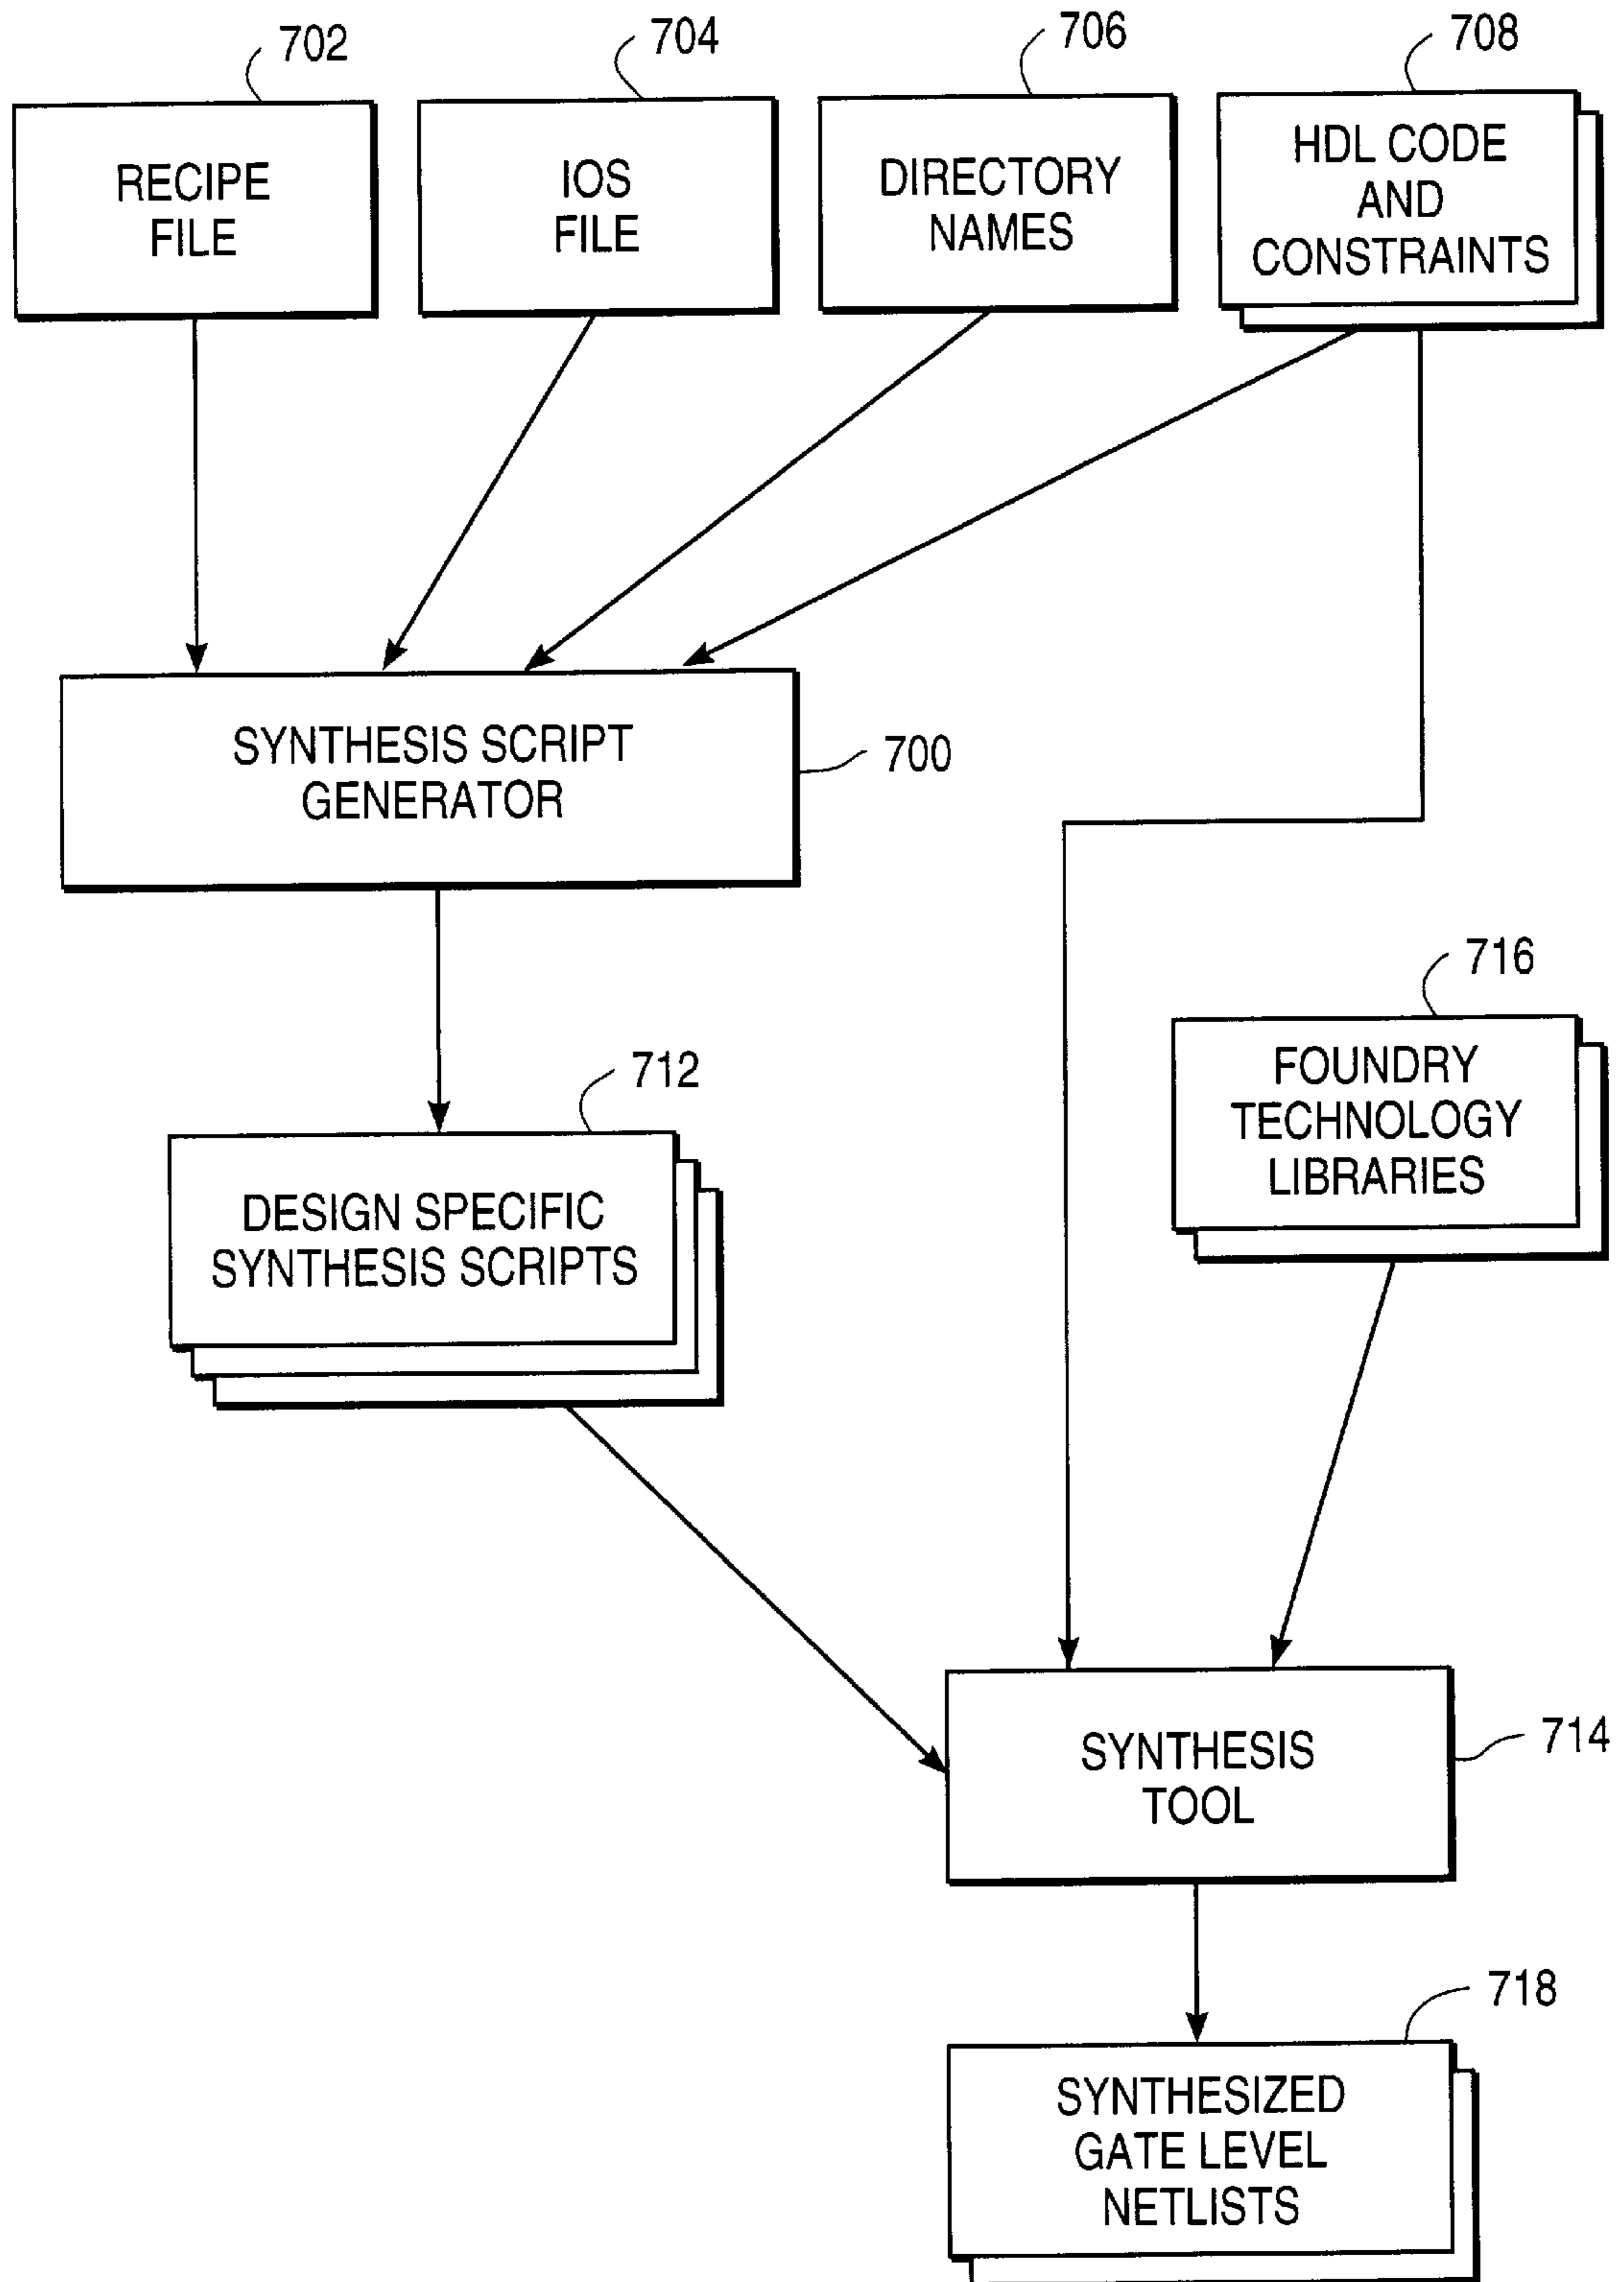 702
704
706
708
RECIPE
FILE
IOS
FILE
DIRECTORY
NAMES
HDL CODE
AND
CONSTRAINTS
SYNTHESIS SCRIPT
GENERATOR
700
716
FOUNDRY
TECHNOLOGY
LIBRARIES
712
DESIGN SPECIFIC
SYNTHESIS SCRIPTS
SYNTHESIS
TOOL
714
718
SYNTHESIZED
GATE LEVEL
NETLISTS